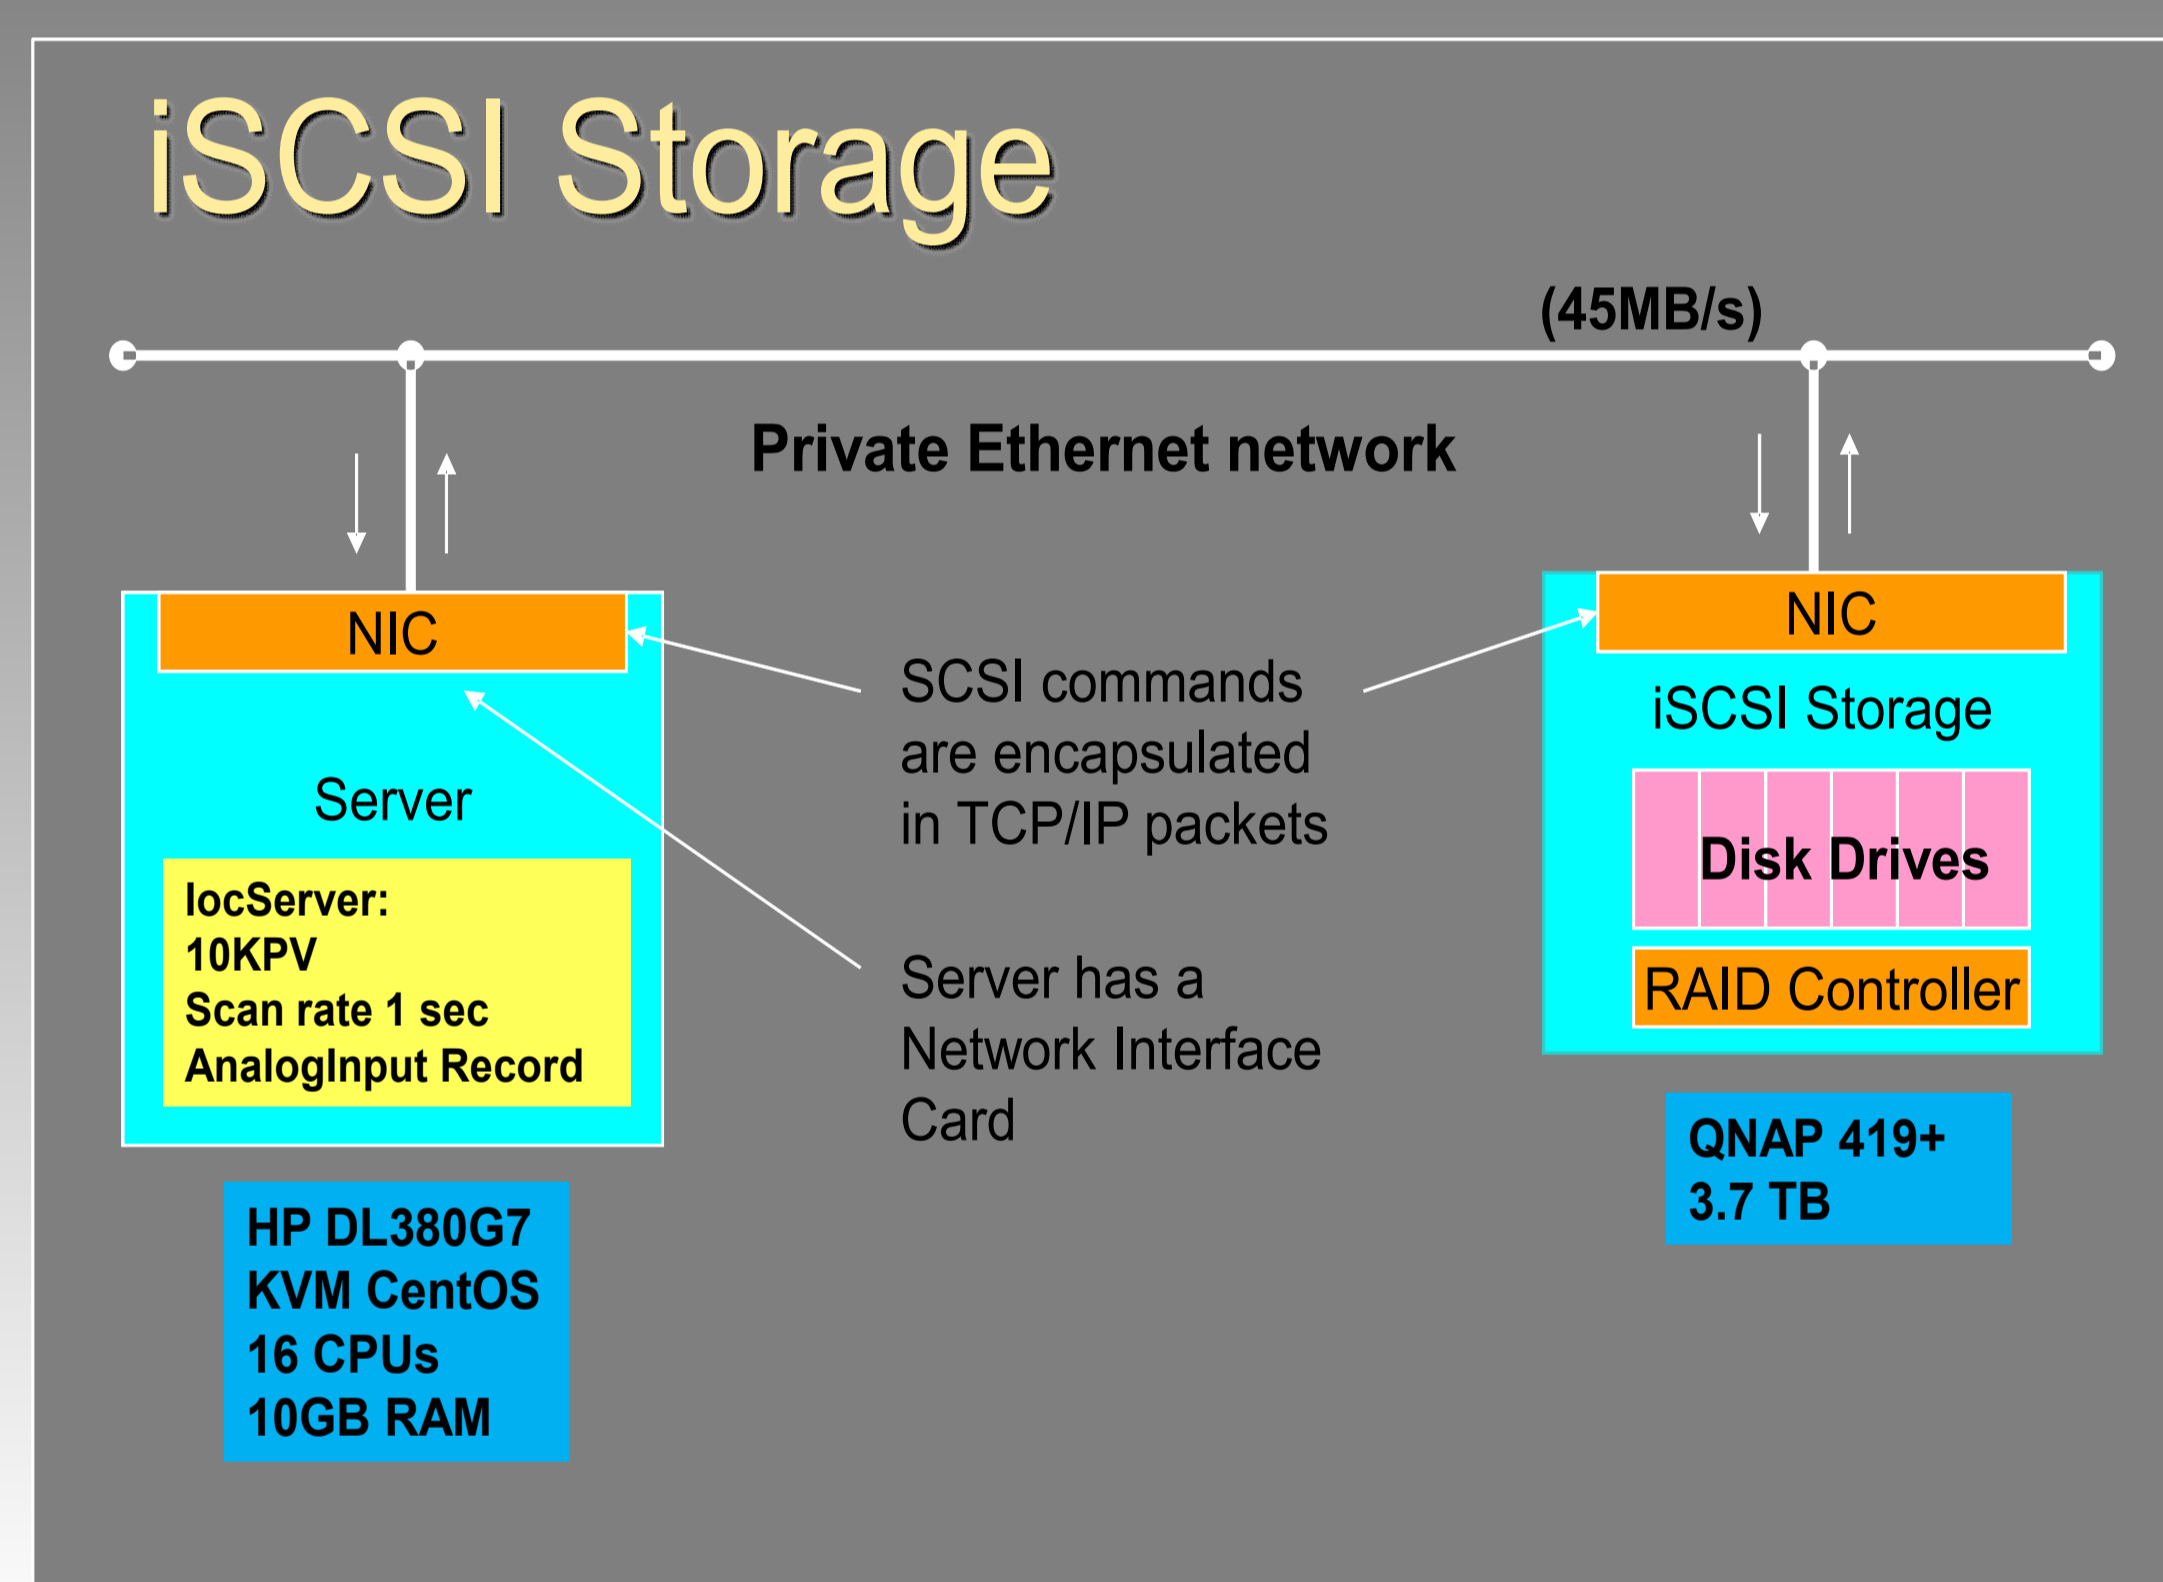 iSCSI Storage
(45MB/s)
Private Ethernet network
NIC
NIC
SCSI commands
are encapsulated
in TCP/IP packets
iSCSI Storage
Server
Disk Drives
IocServer:
10KPV
Scan rate 1 sec
AnalogInput Record
Server has a
Network Interface
Card
RAID Controller
QNAP 419+
3.7 TB
HP DL380G7
KVM CentOS
16 CPUs
10GB RAM